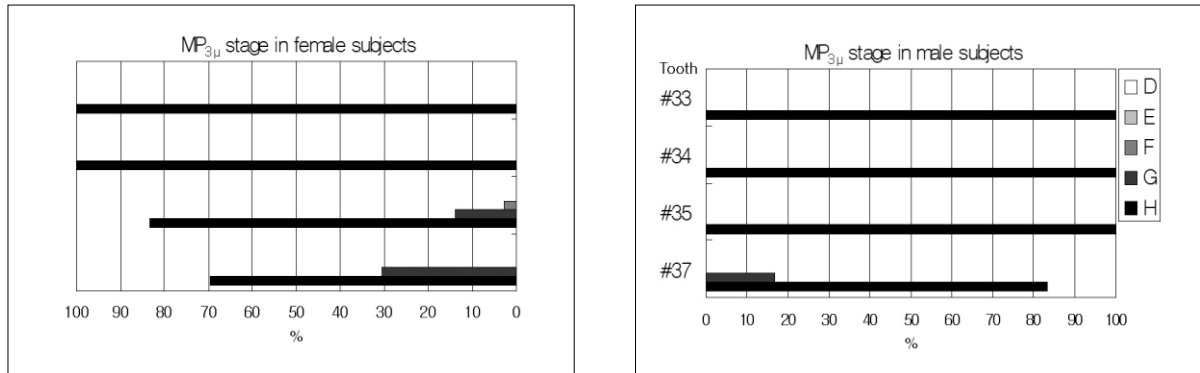 MP3μ stage in female subjects
100 90 80 70 60 50 40 30 20 10 0
%
MP3μ stage in male subjects
Tooth
#33
#34
#35
#37
0 10 20 30 40 50 60 70 80 90 100
%
D
E
F
G
H